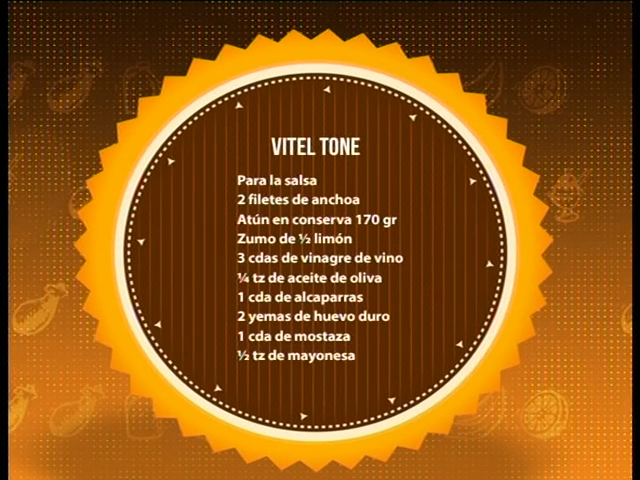 VITEL TONE
Para la salsa
2 filetes de anchoa
Atún en conserva 170 gr
Zumo de ½ limón
3 cdas de vinagre de vino
¼ tz de aceite de oliva
1 cda de alcaparras
2 yemas de huevo duro
1 cda de mostaza
½ tz de mayonesa